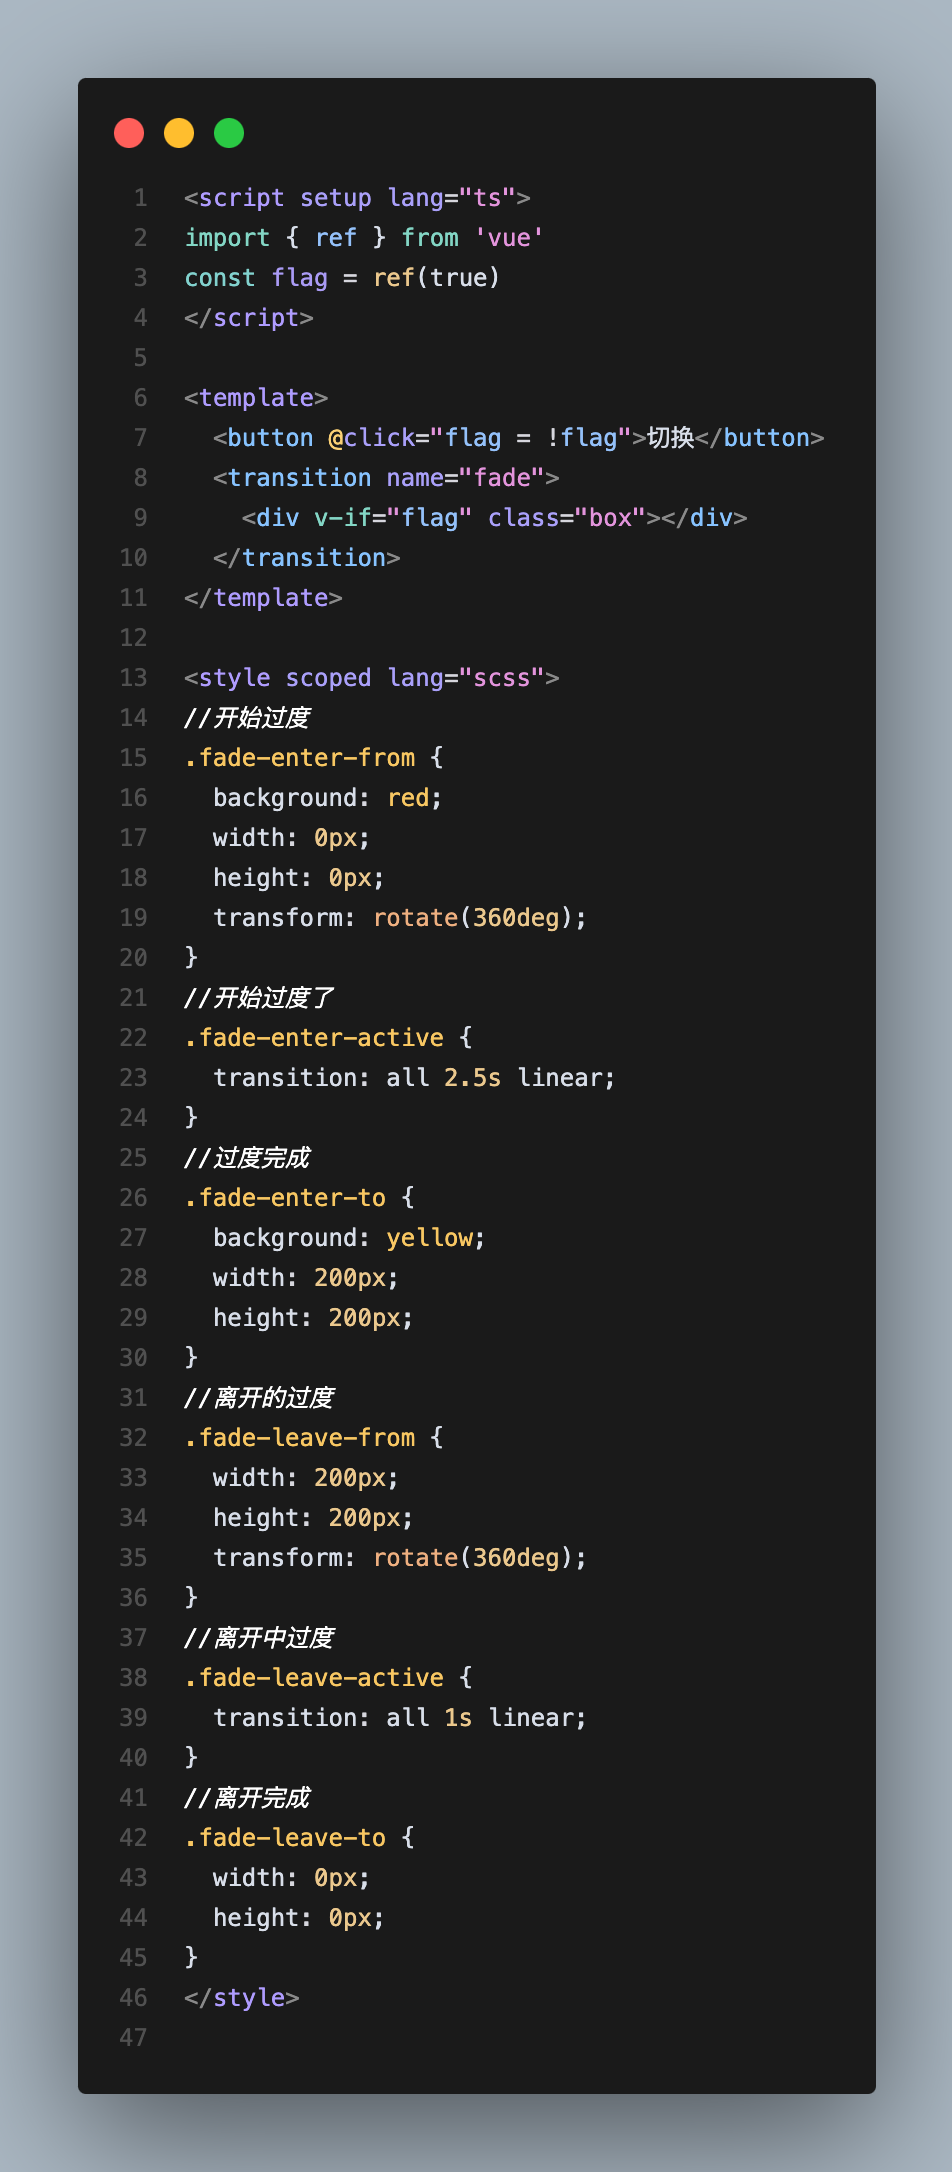 1 <script setup lang="ts">
2 import { ref } from 'vue'
3 const flag = ref(true)
4 </script>
5
6 <template>
7   <button @click="flag = !flag">切换</button>
8   <transition name="fade">
9     <div v-if="flag" class="box"></div>
10   </transition>
11 </template>
12
13 <style scoped lang="scss">
14 //开始过度
15 .fade-enter-from {
16   background: red;
17   width: 0px;
18   height: 0px;
19   transform: rotate(360deg);
20 }
21 //开始过度了
22 .fade-enter-active {
23   transition: all 2.5s linear;
24 }
25 //过度完成
26 .fade-enter-to {
27   background: yellow;
28   width: 200px;
29   height: 200px;
30 }
31 //离开的过度
32 .fade-leave-from {
33   width: 200px;
34   height: 200px;
35   transform: rotate(360deg);
36 }
37 //离开中过度
38 .fade-leave-active {
39   transition: all 1s linear;
40 }
41 //离开完成
42 .fade-leave-to {
43   width: 0px;
44   height: 0px;
45 }
46 </style>
47